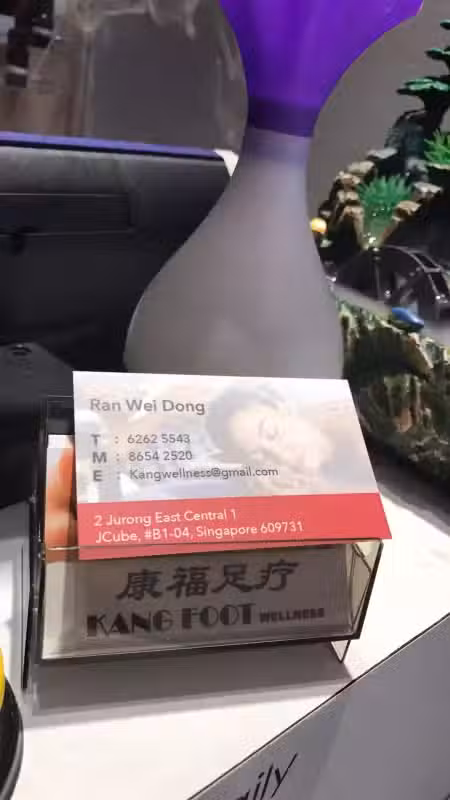 Ran Wei Dong
T : 6262 5543
M : 8654 2520
E : Kangwellness@gmail.com
2 Jurong East Central 1
JCube, #B1-04, Singapore 609731
康福足疗
KANG FOOT WELLNESS